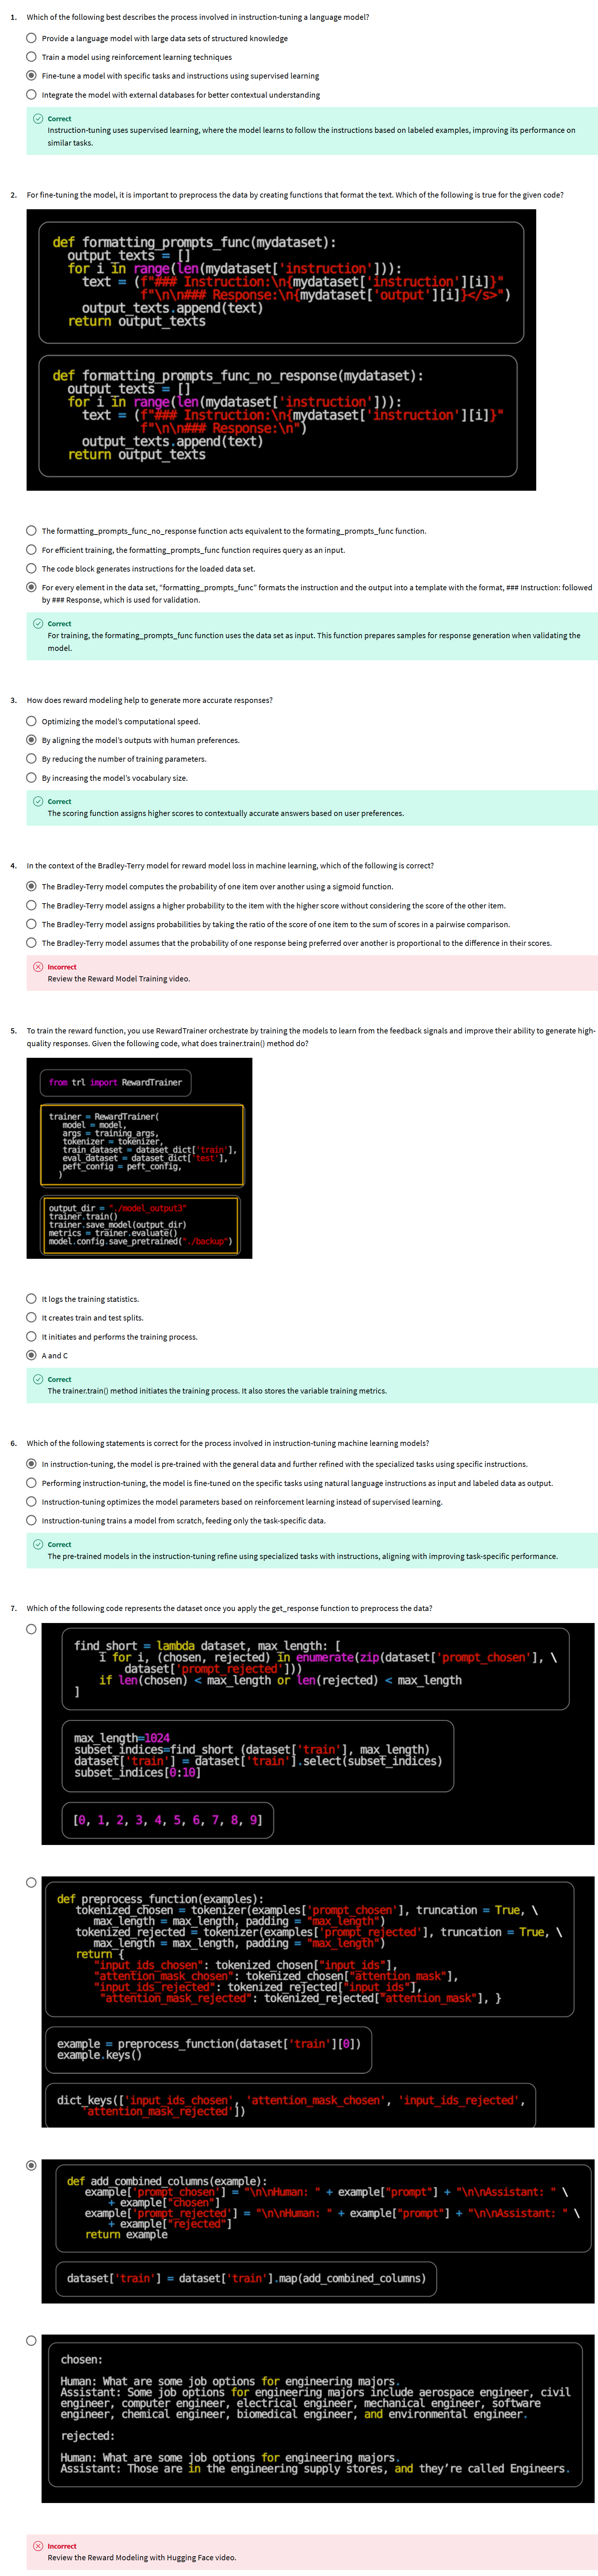 1. Which of the following best describes the process involved in instruction-tuning a language model?
Provide a language model with large data sets of structured knowledge
Train a model using reinforcement learning techniques
Fine-tune a model with specific tasks and instructions using supervised learning
Integrate the model with external databases for better contextual understanding
Correct
Instruction-tuning uses supervised learning, where the model learns to follow the instructions based on labeled examples, improving its performance on
similar tasks.
2. For fine-tuning the model, it is important to preprocess the data by creating functions that format the text. Which of the following is true for the given code?
def formatting_prompts_func(mydataset):
output_texts = []
for i in range(len(mydataset['instruction'])):
text = (f"### Instruction:\n{mydataset['instruction'][i]}"
f"\n\n### Response:\n{mydataset['output'][i]}</s>")
output_texts.append(text)
return output_texts
def formatting_prompts_func_no_response(mydataset):
output_texts = []
for i in range(len(mydataset['instruction'])):
text = (f"### Instruction:\n{mydataset['instruction'][i]}"
f"\n\n### Response:\n")
output_texts.append(text)
return output_texts
The formatting_prompts_func_no_response function acts equivalent to the formating_prompts_func function.
For efficient training, the formatting_prompts_func function requires query as an input.
The code block generates instructions for the loaded data set.
For every element in the data set, "formatting_prompts_func" formats the instruction and the output into a template with the format, ### Instruction: followed
by ### Response, which is used for validation.
Correct
For training, the formating_prompts_func function uses the data set as input. This function prepares samples for response generation when validating the
model.
3. How does reward modeling help to generate more accurate responses?
Optimizing the model's computational speed.
By aligning the model's outputs with human preferences.
By reducing the number of training parameters.
By increasing the model's vocabulary size.
Correct
The scoring function assigns higher scores to contextually accurate answers based on user preferences.
4. In the context of the Bradley-Terry model for reward model loss in machine learning, which of the following is correct?
The Bradley-Terry model computes the probability of one item over another using a sigmoid function.
The Bradley-Terry model assigns a higher probability to the item with the higher score without considering the score of the other item.
The Bradley-Terry model assigns probabilities by taking the ratio of the score of one item to the sum of scores in a pairwise comparison.
The Bradley-Terry model assumes that the probability of one response being preferred over another is proportional to the difference in their scores.
Incorrect
Review the Reward Model Training video.
5. To train the reward function, you use RewardTrainer orchestrate by training the models to learn from the feedback signals and improve their ability to generate high-
quality responses. Given the following code, what does trainer.train() method do?
from trl import RewardTrainer
trainer = RewardTrainer(
model = model,
args = training_args,
tokenizer = tokenizer,
train_dataset = dataset_dict['train'],
eval_dataset = dataset_dict['test'],
peft_config = peft_config,
)
output_dir = "./model_output3"
trainer.train()
trainer.save_model(output_dir)
metrics = trainer.evaluate()
model.config.save_pretrained("./backup")
It logs the training statistics.
It creates train and test splits.
It initiates and performs the training process.
A and C
Correct
The trainer.train() method initiates the training process. It also stores the variable training metrics.
6. Which of the following statements is correct for the process involved in instruction-tuning machine learning models?
In instruction-tuning, the model is pre-trained with the general data and further refined with the specialized tasks using specific instructions.
Performing instruction-tuning, the model is fine-tuned on the specific tasks using natural language instructions as input and labeled data as output.
Instruction-tuning optimizes the model parameters based on reinforcement learning instead of supervised learning.
Instruction-tuning trains a model from scratch, feeding only the task-specific data.
Correct
The pre-trained models in the instruction-tuning refine using specialized tasks with instructions, aligning with improving task-specific performance.
7. Which of the following code represents the dataset once you apply the get_response function to preprocess the data?
find_short = lambda dataset, max_length: [
i for i, (chosen, rejected) in enumerate(zip(dataset['prompt_chosen'], \
dataset['prompt_rejected']))
if len(chosen) < max_length or len(rejected) < max_length
]
max_length=1024
subset_indices=find_short (dataset['train'], max_length)
dataset['train'] = dataset['train'].select(subset_indices)
subset_indices[0:10]
[0, 1, 2, 3, 4, 5, 6, 7, 8, 9]
def preprocess_function(examples):
tokenized_chosen = tokenizer(examples['prompt_chosen'], truncation = True, \
max_length = max_length, padding = "max_length")
tokenized_rejected = tokenizer(examples['prompt_rejected'], truncation = True, \
max_length = max_length, padding = "max_length")
return {
"input_ids_chosen": tokenized_chosen["input_ids"],
"attention_mask_chosen": tokenized_chosen["attention_mask"],
"input_ids_rejected": tokenized_rejected["input_ids"],
"attention_mask_rejected": tokenized_rejected["attention_mask"], }
example = preprocess_function(dataset['train'][0])
example.keys()
dict_keys(['input_ids_chosen', 'attention_mask_chosen', 'input_ids_rejected',
'attention_mask_rejected'])
def add_combined_columns(example):
example['prompt_chosen'] = "\n\nHuman: " + example["prompt"] + "\n\nAssistant: " \
+ example["chosen"]
example['prompt_rejected'] = "\n\nHuman: " + example["prompt"] + "\n\nAssistant: " \
+ example["rejected"]
return example
dataset['train'] = dataset['train'].map(add_combined_columns)
chosen:
Human: What are some job options for engineering majors.
Assistant: Some job options for engineering majors include aerospace engineer, civil
engineer, computer engineer, electrical engineer, mechanical engineer, software
engineer, chemical engineer, biomedical engineer, and environmental engineer.
rejected:
Human: What are some job options for engineering majors.
Assistant: Those are in the engineering supply stores, and they're called Engineers.
Incorrect
Review the Reward Modeling with Hugging Face video.